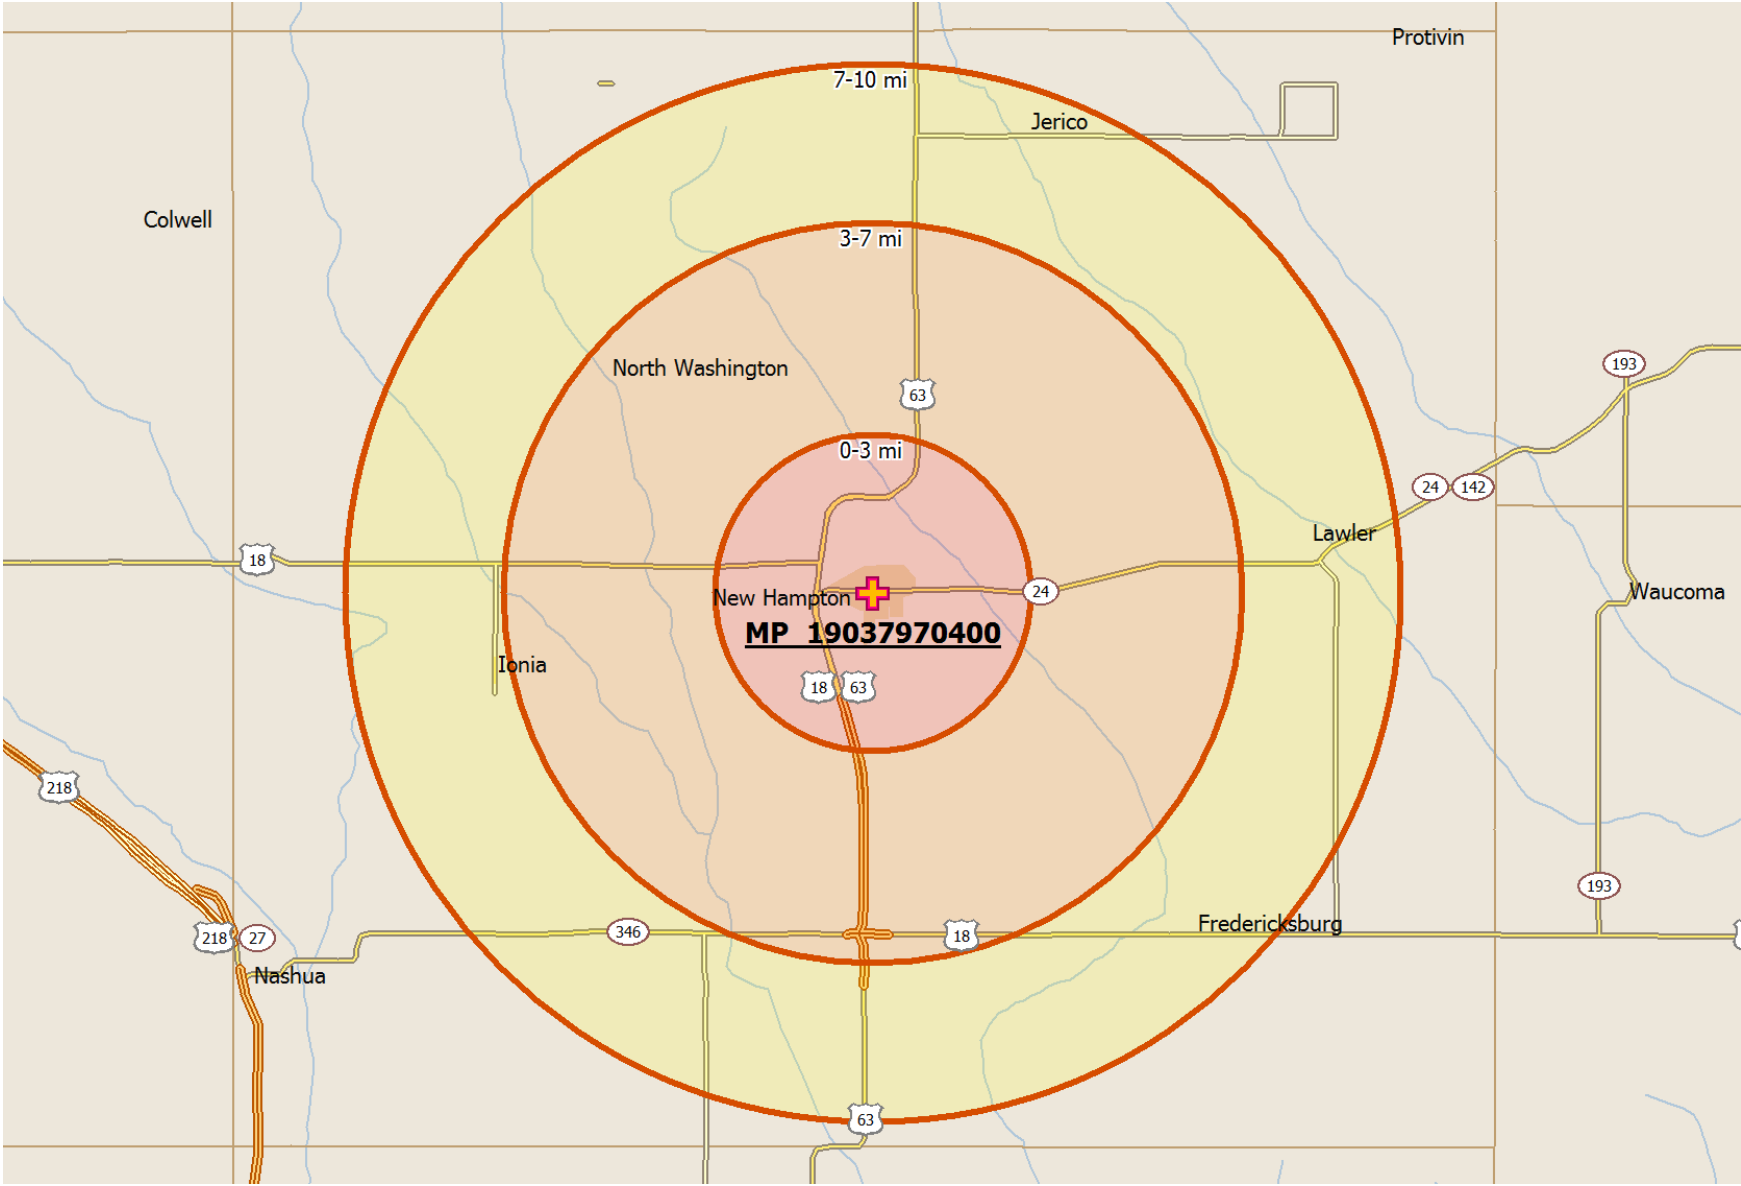 Protivin
7-10 mi
Jerico
Colwell
3-7 mi
North Washington
193
63
0-3 mi
24 142
Lawler
18
24
New Hampton
Waucoma
MP 19037970400
Ionia
18 63
218
193
Fredericksburg
346
18
218 27
Nashua
63